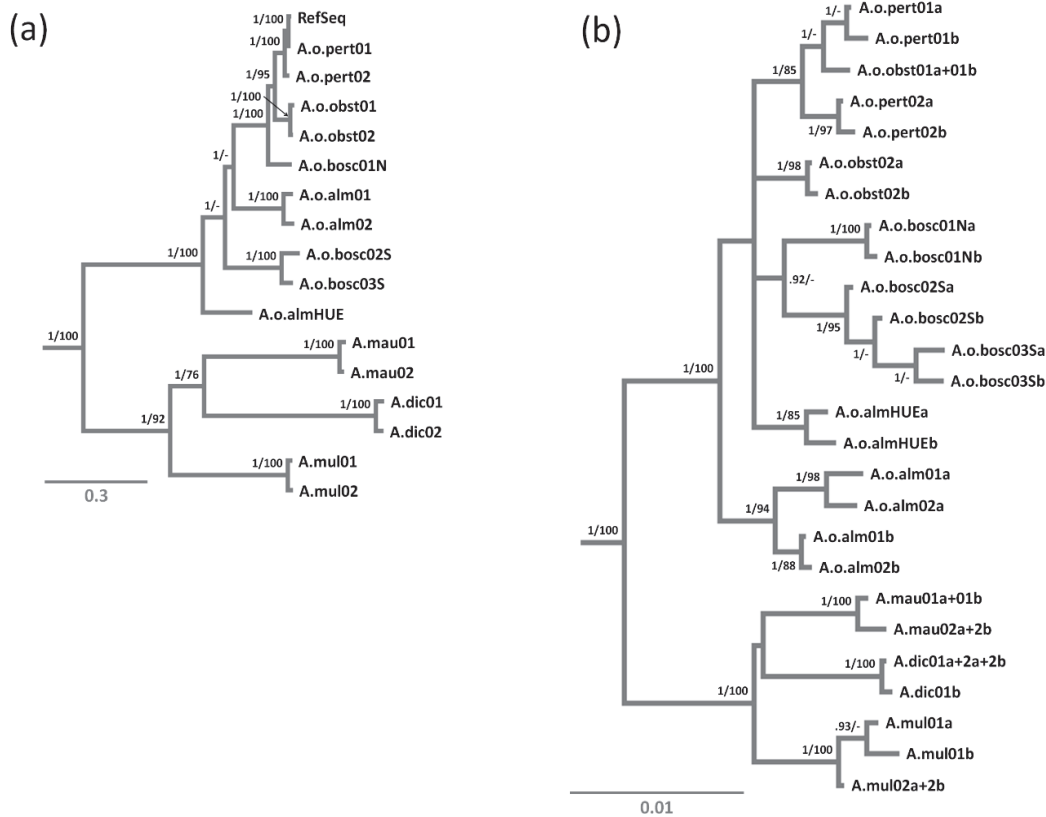 (a)
1/100
RefSeq
1/100
A.o.pert01
1/95
A.o.pert02
1/100
A.o.obst01
1/100
A.o.obst02
1/-
A.o.bosc01N
1/100
A.o.alm01
1/-
A.o.alm02
1/100
1/100
A.o.bosc02S
A.o.bosc03S
A.o.almHUE
1/100
1/100
A.mau01
1/76
A.mau02
1/100
A.dic01
1/92
A.dic02
1/100
A.mul01
A.mul02
0.3
(b)
1/-
A.o.pert01a
1/-
A.o.pert01b
1/85
A.o.obst01a+01b
A.o.pert02a
1/97
A.o.pert02b
1/98
A.o.obst02a
A.o.obst02b
1/100
A.o.bosc01Na
A.o.bosc01Nb
.92/-
A.o.bosc02Sa
1/95
A.o.bosc02Sb
1/-
A.o.bosc03Sa
1/-
A.o.bosc03Sb
1/100
1/85
A.o.almHUEa
A.o.almHUEb
1/98
A.o.alm01a
1/94
A.o.alm02a
A.o.alm01b
1/88
A.o.alm02b
1/100
1/100
A.mau01a+01b
A.mau02a+2b
1/100
A.dic01a+2a+2b
1/100
A.dic01b
.93/-
A.mul01a
1/100
A.mul01b
A.mul02a+2b
0.01